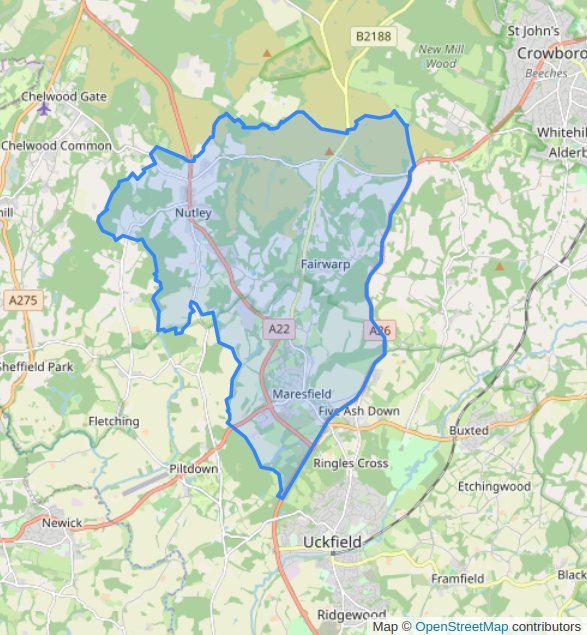 St John's
B2188
New Mill
Wood
Crowboro
Beeches
Chelwood Gate
Whitehil
Chelwood Common
Alderb
Nutley
hill
Fairwarp
A275
A22
A26
Sheffield Park
Maresfield
Five Ash Down
Fletching
Buxted
Ringles Cross
Piltdown
Etchingwood
Newick
Uckfield
Framfield
Black
Ridgewood
Map © OpenStreetMap contributors